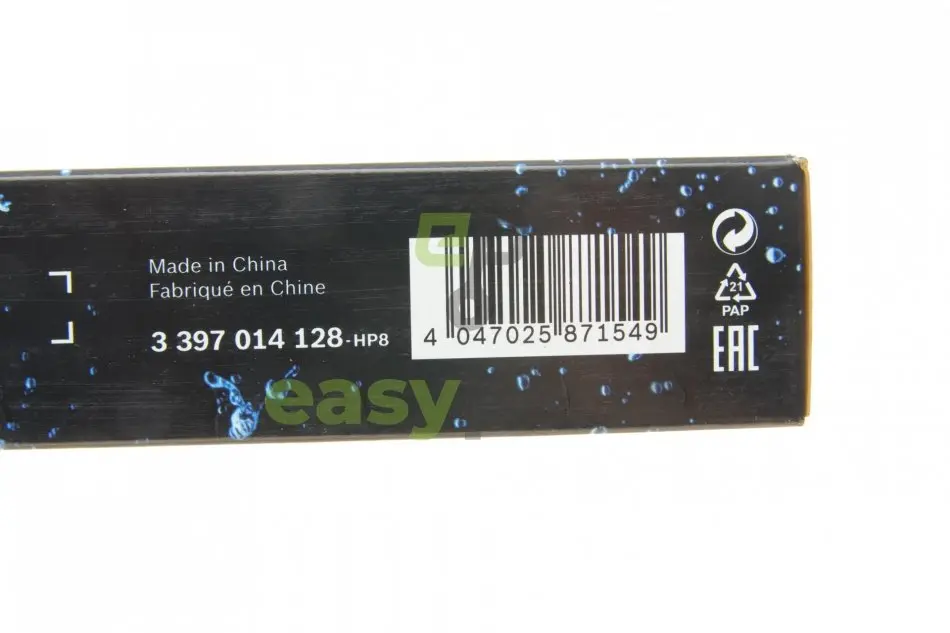 Made in China
Fabriqué en Chine
3 397 014 128-HP8
4 047025 871549
21
PAP
EAC
easy